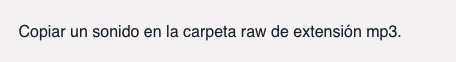 Copiar un sonido en la carpeta raw de extensión mp3.